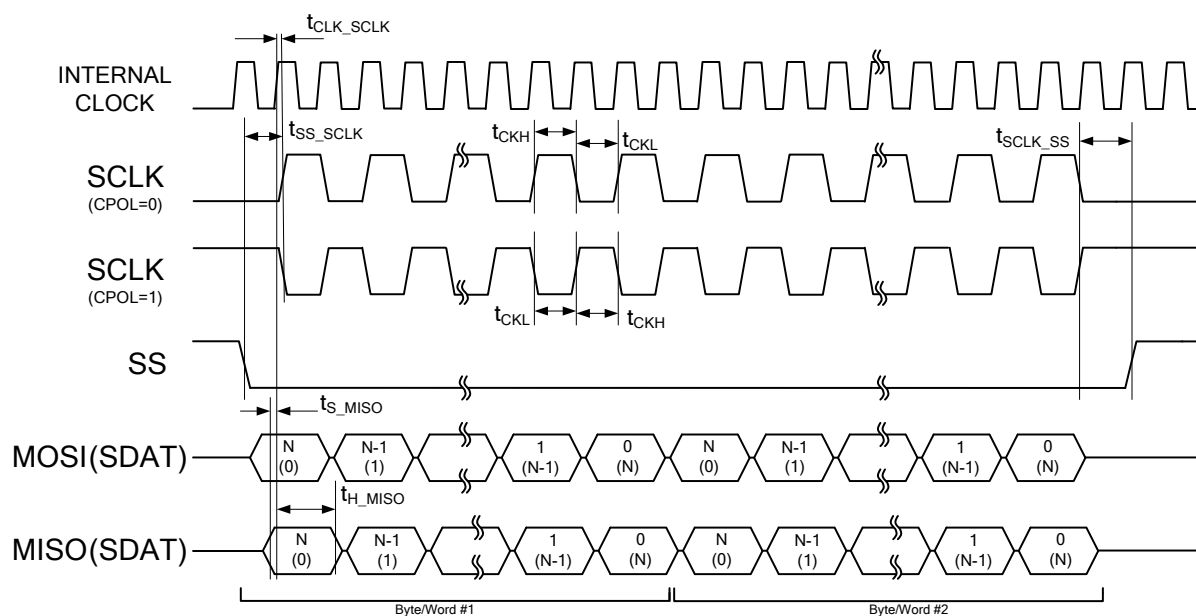 tCLK_SCLK
INTERNAL
CLOCK
tSS_SCLK
tCKH
tCKL
tSCLK_SS
SCLK
(CPOL=0)
SCLK
(CPOL=1)
tCKL
tCKH
SS
tS_MISO
MOSI(SDAT)
N N-1 1 0 N N-1 1 0
(0) (1) (N-1) (N) (0) (1) (N-1) (N)
tH_MISO
MISO(SDAT)
N N-1 1 0 N N-1 1 0
(0) (1) (N-1) (N) (0) (1) (N-1) (N)
Byte/Word #1 Byte/Word #2